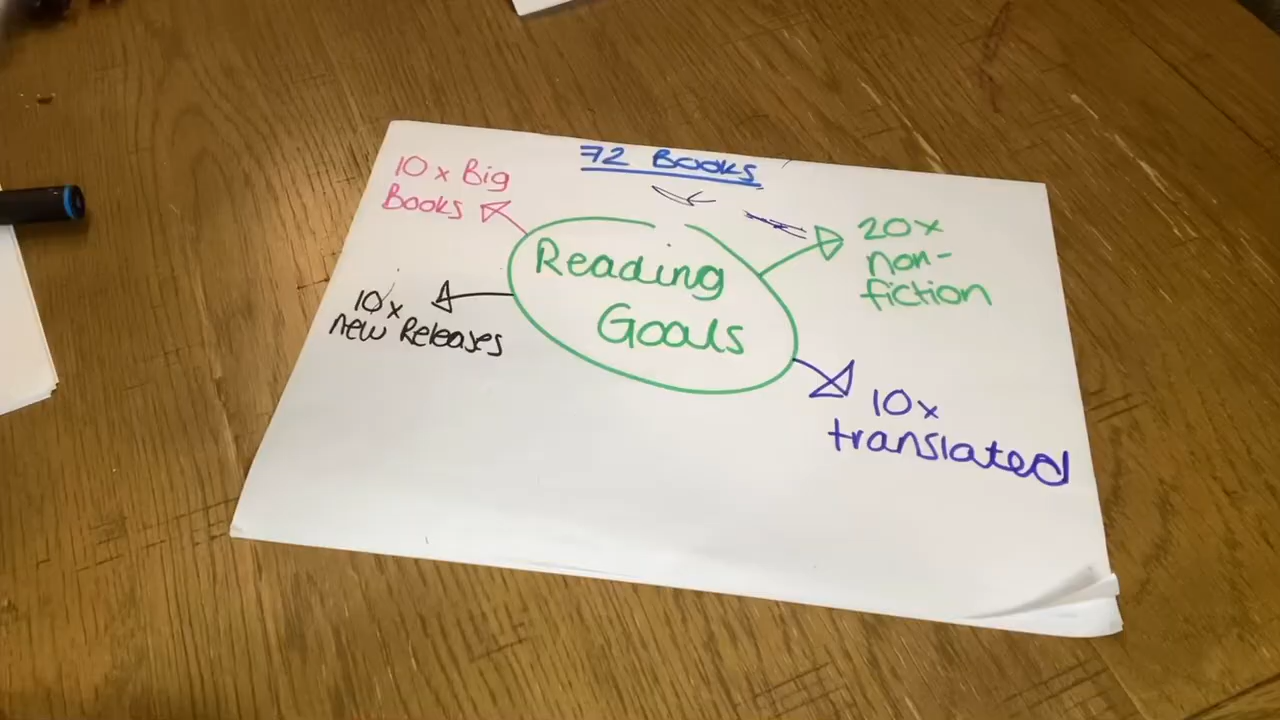 72 Books
10 x Big
Books
Reading
Goals
20x
non-
fiction
10x
new Releases
10x
translated